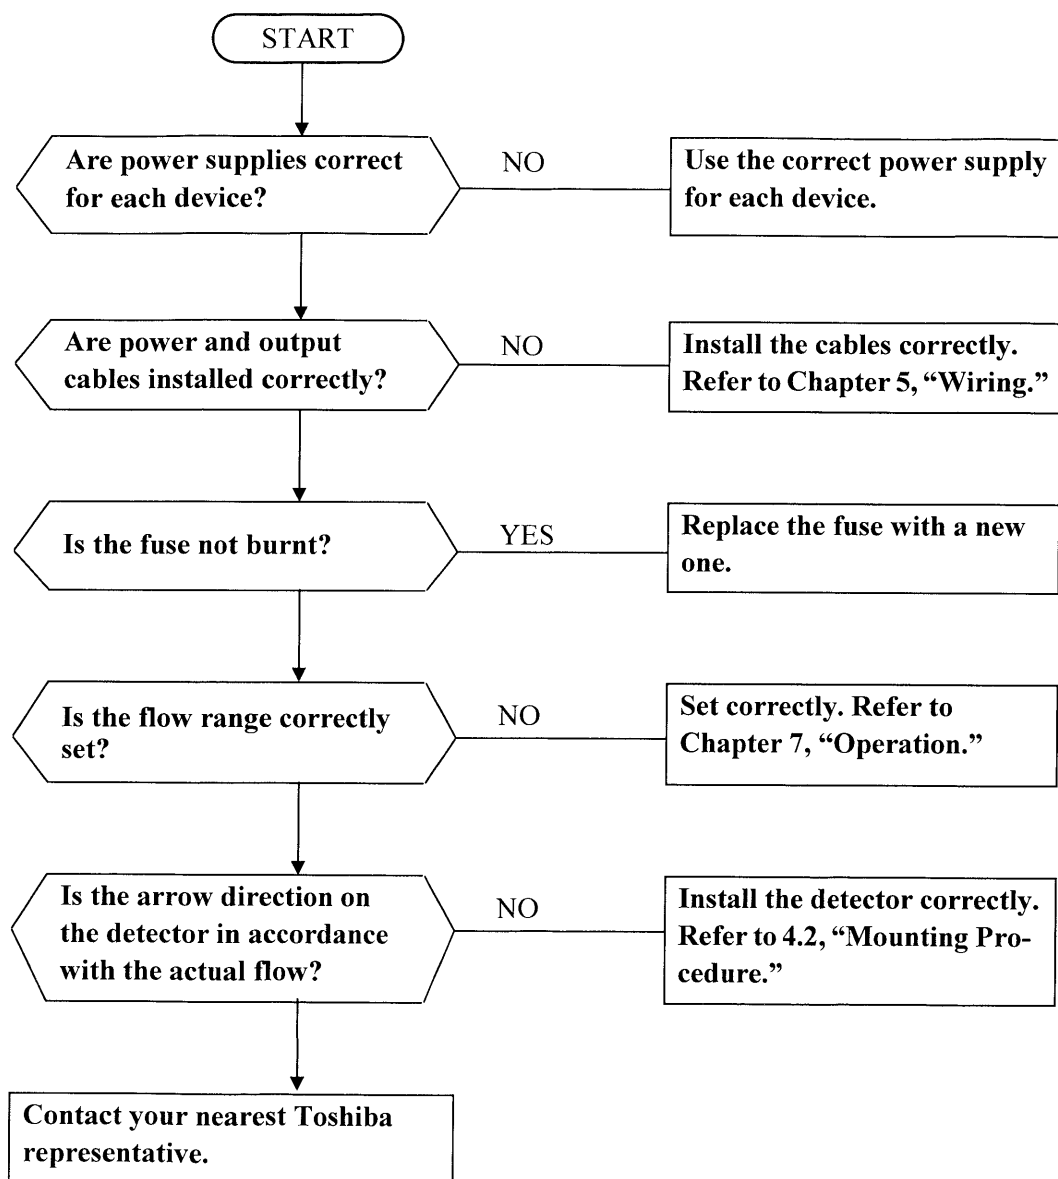 START
Are power supplies correct
for each device?
NO
Use the correct power supply
for each device.
Are power and output
cables installed correctly?
NO
Install the cables correctly.
Refer to Chapter 5, “Wiring.”
Is the fuse not burnt?
YES
Replace the fuse with a new
one.
Is the flow range correctly
set?
NO
Set correctly. Refer to
Chapter 7, “Operation.”
Is the arrow direction on
the detector in accordance
with the actual flow?
NO
Install the detector correctly.
Refer to 4.2, “Mounting Pro-
cedure.”
Contact your nearest Toshiba
representative.